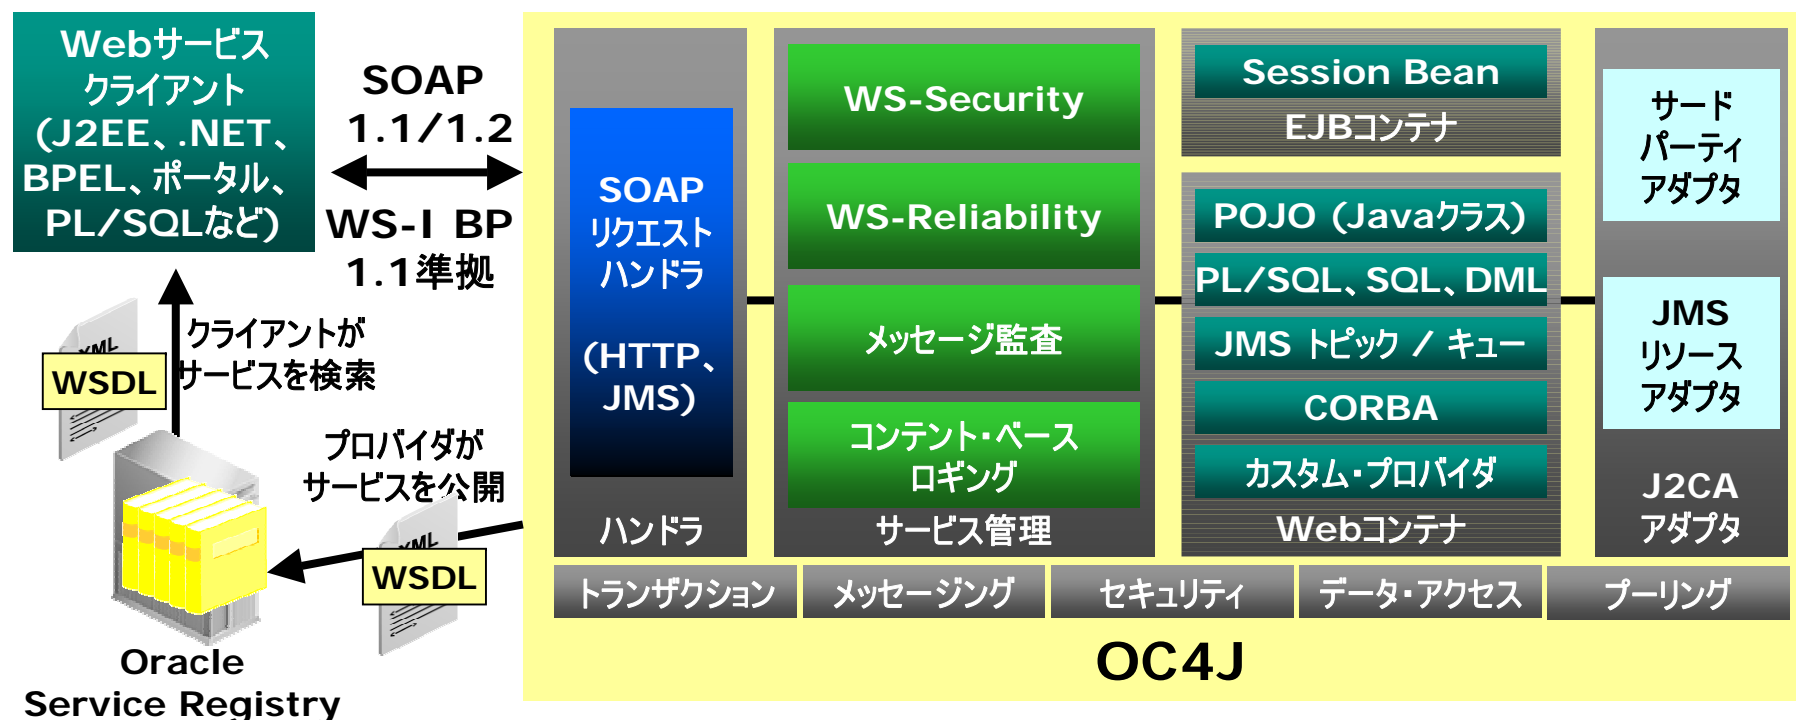 Webサービス
クライアント
(J2EE、.NET、
BPEL、ポータル、
PL/SQLなど)
SOAP
1.1/1.2
WS-I BP
1.1準拠
クライアントが
サービスを検索
XML
WSDL
プロバイダが
サービスを公開
XML
WSDL
Oracle
Service Registry
SOAP
リクエスト
ハンドラ
(HTTP、
JMS)
ハンドラ
WS-Security
WS-Reliability
メッセージ監査
コンテント・ベース
ロギング
サービス管理
Session Bean
EJBコンテナ
POJO (Javaクラス)
PL/SQL、SQL、DML
JMS トピック / キュー
CORBA
カスタム・プロバイダ
Webコンテナ
サード
パーティ
アダプタ
JMS
リソース
アダプタ
J2CA
アダプタ
トランザクション
メッセージング
セキュリティ
データ・アクセス
プーリング
OC4J